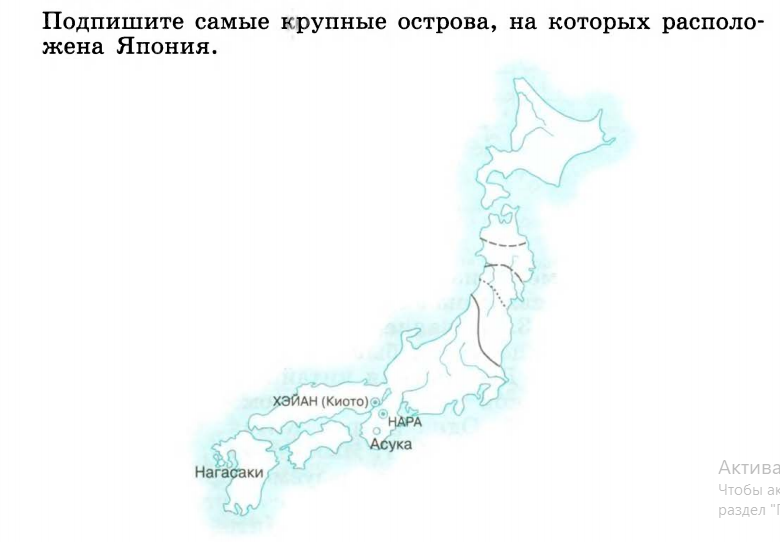 Подпишите самые крупные острова, на которых располо-
жена Япония.
ХЭЙАН (Киото)
НАРА
Асука
Нагасаки
Актива
Чтобы ак
раздел "П